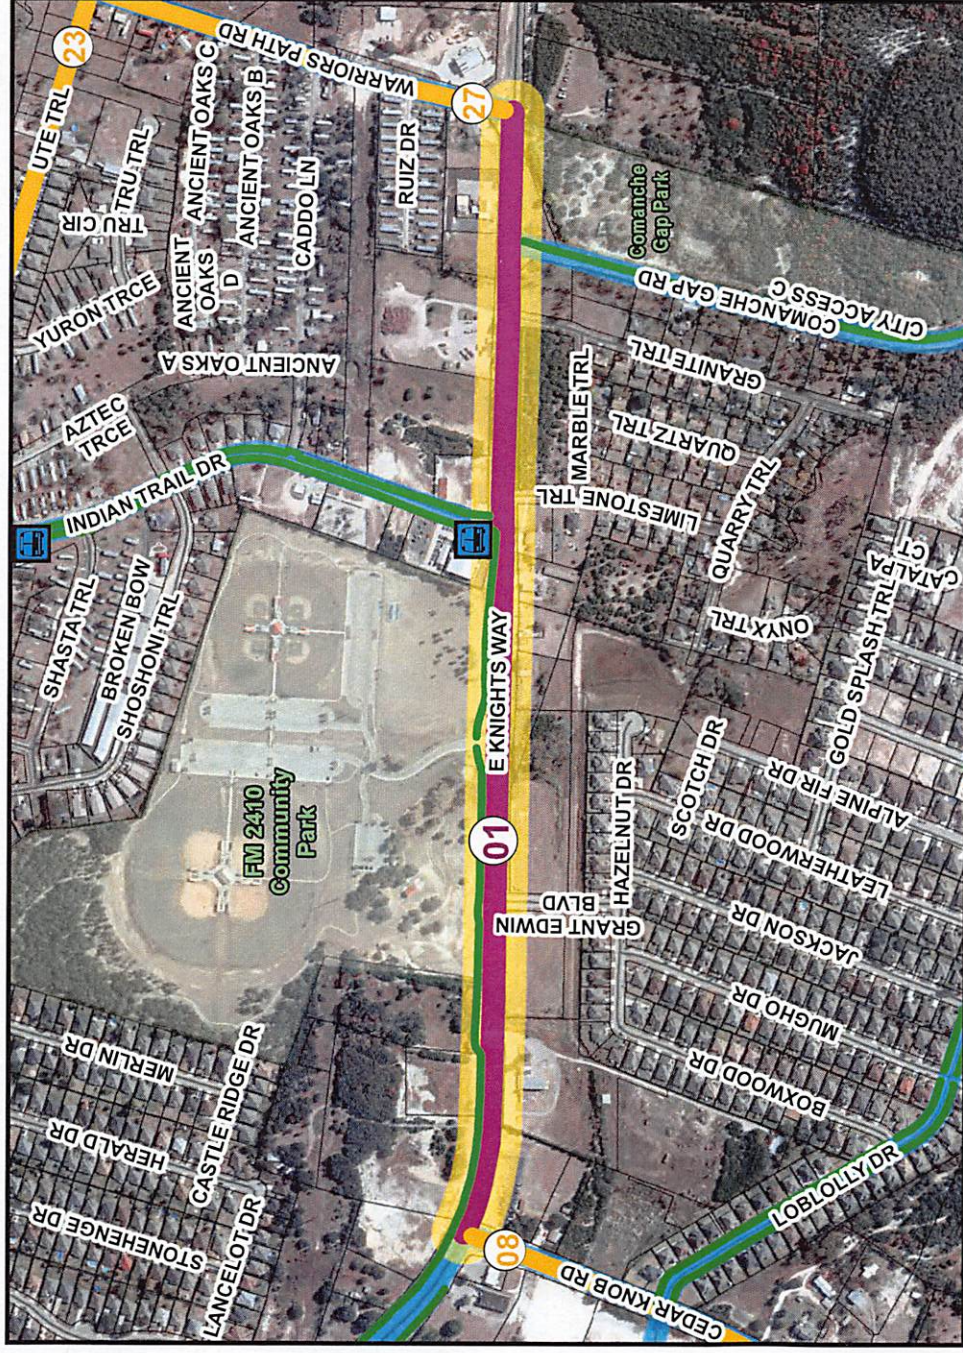 23
UTE TRL
WARRIORS PATH RD
27
TRU CIR
TRU TRL
ANCIENT OAKS C
ANCIENT OAKS B
CADDO LN
RUIZ DR
YURON TRCE
ANCIENT
OAKS
D
ANCIENT OAKS A
AZTEC
TRCE
INDIAN TRAIL DR
SHASTA TRL
BROKEN BOW
SHOSHONI TRL
FM 2410
Community
Park
E KNIGHTS WAY
01
Comanche
Gap Park
COMANCHE GAP RD
CITY ACCESS C
GRANITE TRL
MARBLE TRL
QUARTZ TRL
LIMESTONE TRL
QUARRY TRL
ONYX TRL
CATALPA
CT
GOLD SPLASH TRL
ALPINE FIR DR
SCOTCH DR
LEATHERWOOD DR
HAZELNUT DR
GRANT EDWIN
BLVD
JACKSON DR
MUGHO DR
BOXWOOD DR
LOBLOLLY DR
MERLIN DR
HERALD DR
STONEHENGE DR
CASTLE RIDGE DR
LANCELOT DR
08
CEDAR KNOB RD